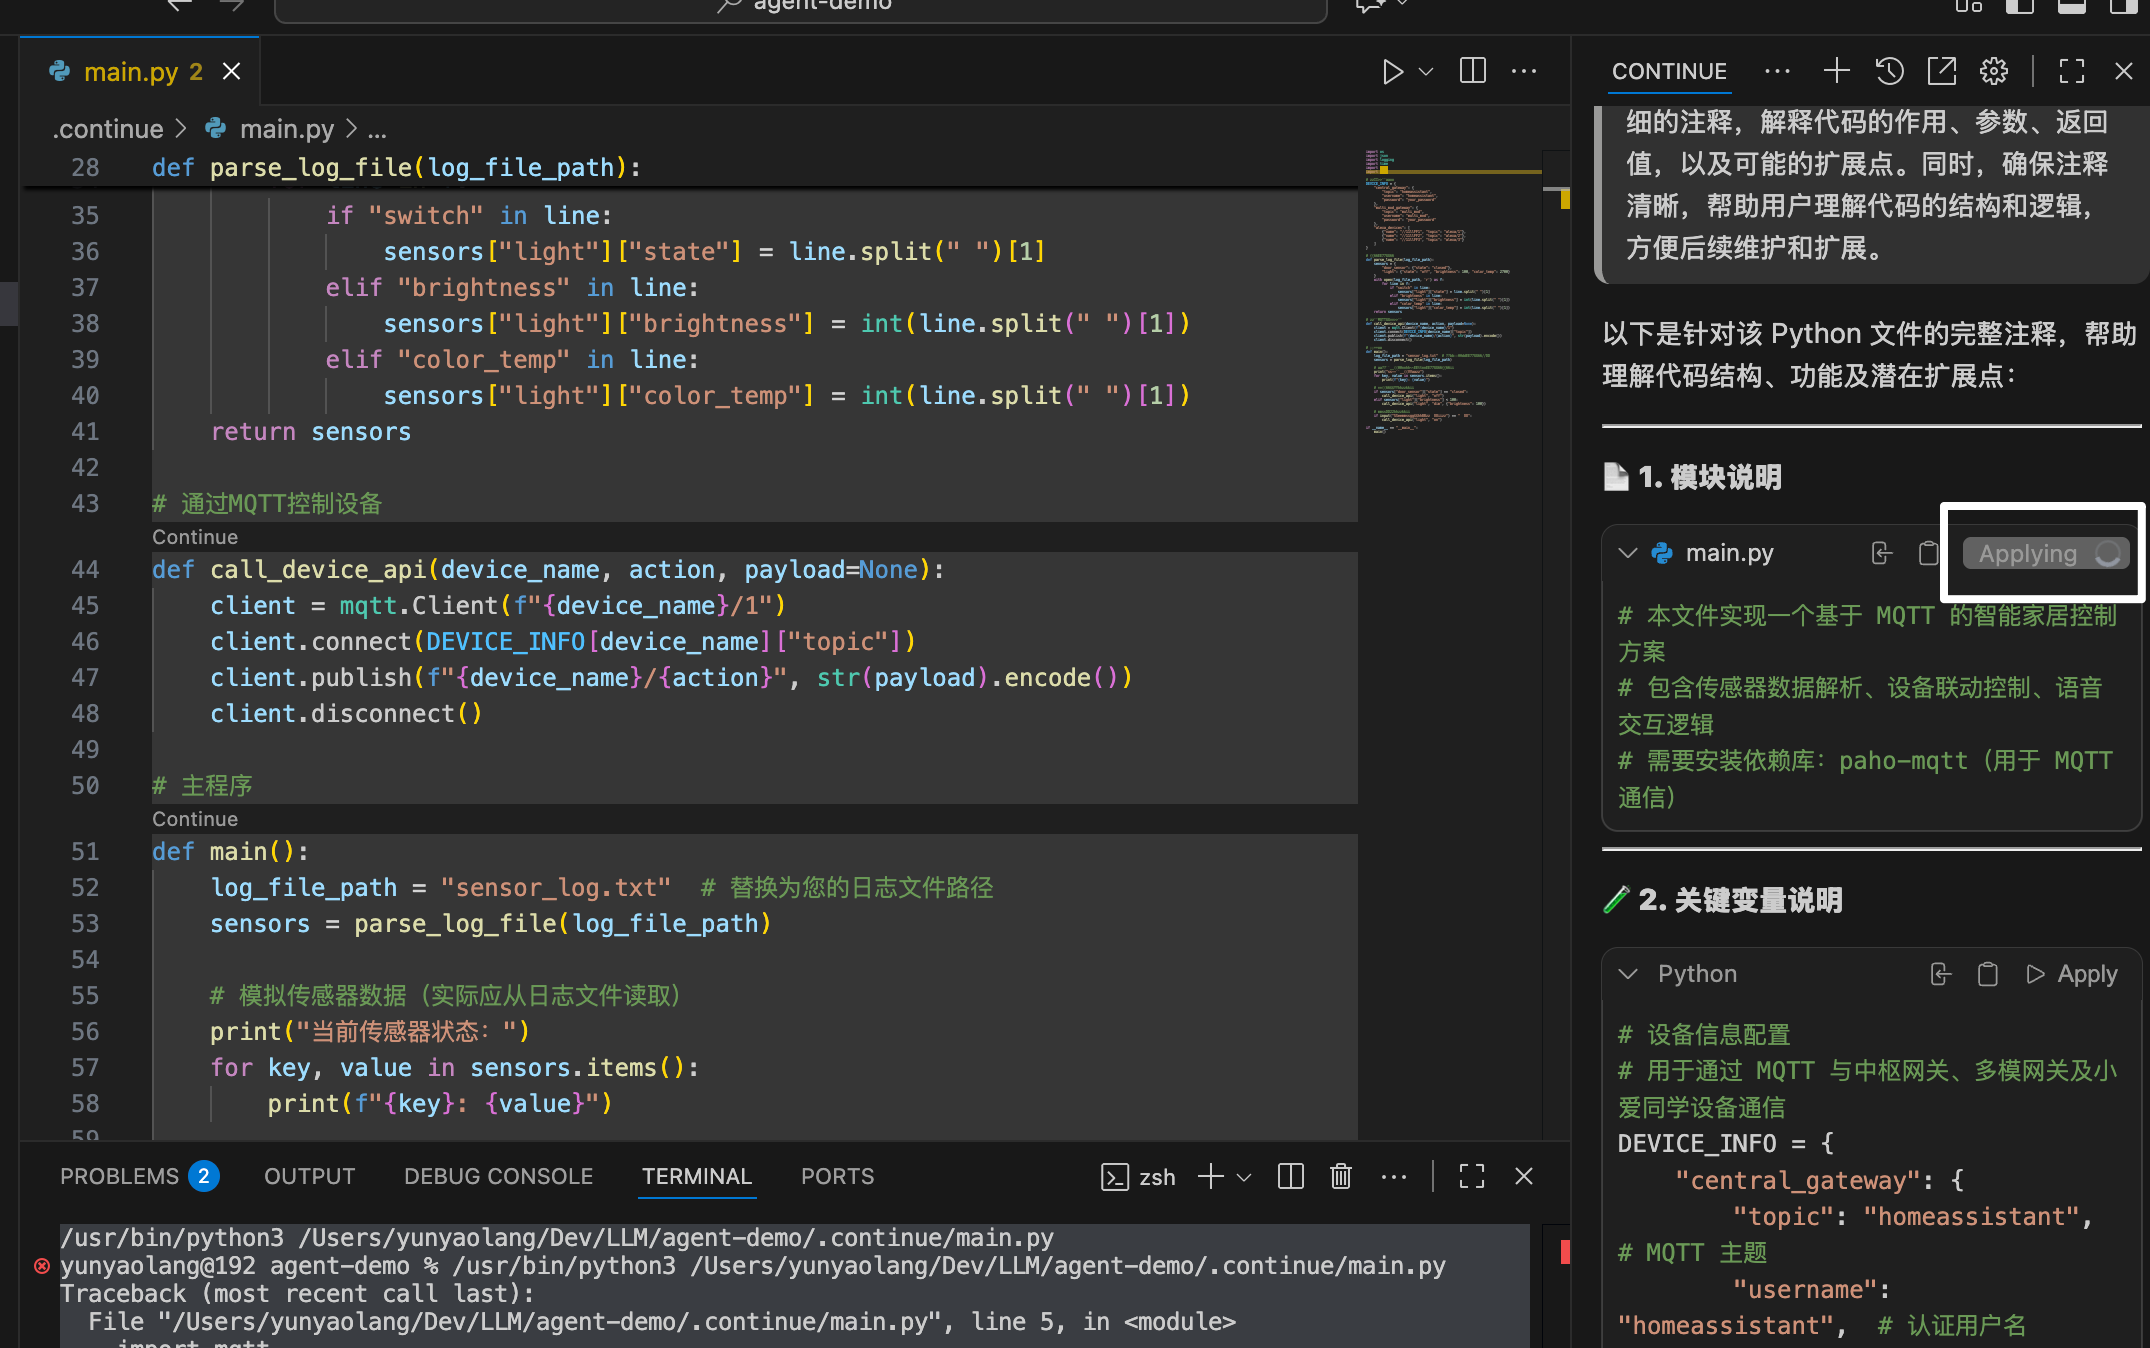 agent-demo
main.py 2
.continue > main.py > ...
28 def parse_log_file(log_file_path):
35 if "switch" in line:
36 sensors["light"]["state"] = line.split(" ")[1]
37 elif "brightness" in line:
38 sensors["light"]["brightness"] = int(line.split(" ")[1])
39 elif "color_temp" in line:
40 sensors["light"]["color_temp"] = int(line.split(" ")[1])
41 return sensors
42
43 # 通过MQTT控制设备
Continue
44 def call_device_api(device_name, action, payload=None):
45 client = mqtt.Client(f"{device_name}/1")
46 client.connect(DEVICE_INFO[device_name]["topic"])
47 client.publish(f"{device_name}/{action}", str(payload).encode())
48 client.disconnect()
49
50 # 主程序
Continue
51 def main():
52 log_file_path = "sensor_log.txt" # 替换为您的日志文件路径
53 sensors = parse_log_file(log_file_path)
54
55 # 模拟传感器数据（实际应从日志文件读取）
56 print("当前传感器状态：")
57 for key, value in sensors.items():
58 print(f"{key}: {value}")
59
PROBLEMS 2 OUTPUT DEBUG CONSOLE TERMINAL PORTS
zsh
/usr/bin/python3 /Users/yunyaolang/Dev/LLM/agent-demo/.continue/main.py
yunyaolang@192 agent-demo % /usr/bin/python3 /Users/yunyaolang/Dev/LLM/agent-demo/.continue/main.py
Traceback (most recent call last):
File "/Users/yunyaolang/Dev/LLM/agent-demo/.continue/main.py", line 5, in <module>
import mqtt
CONTINUE
细的注释，解释代码的作用、参数、返回
值，以及可能的扩展点。同时，确保注释
清晰，帮助用户理解代码的结构和逻辑，
方便后续维护和扩展。
以下是针对该 Python 文件的完整注释，帮助
理解代码结构、功能及潜在扩展点：
1. 模块说明
main.py
Applying
# 本文件实现一个基于 MQTT 的智能家居控制
方案
# 包含传感器数据解析、设备联动控制、语音
交互逻辑
# 需要安装依赖库：paho-mqtt（用于 MQTT
通信）
2. 关键变量说明
Python
Apply
# 设备信息配置
# 用于通过 MQTT 与中枢网关、多模网关及小
爱同学设备通信
DEVICE_INFO = {
"central_gateway": {
"topic": "homeassistant",
# MQTT 主题
"username":
"homeassistant", # 认证用户名